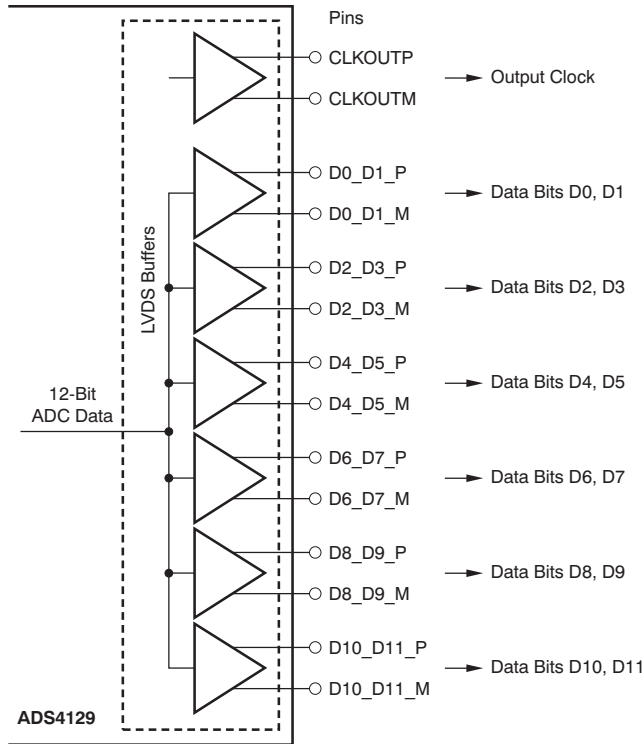 Pins
CLKOUTP
Output Clock
CLKOUTM
D0_D1_P
Data Bits D0, D1
D0_D1_M
LVDS Buffers
D2_D3_P
Data Bits D2, D3
D2_D3_M
D4_D5_P
Data Bits D4, D5
D4_D5_M
12-Bit
ADC Data
D6_D7_P
Data Bits D6, D7
D6_D7_M
D8_D9_P
Data Bits D8, D9
D8_D9_M
D10_D11_P
Data Bits D10, D11
D10_D11_M
ADS4129